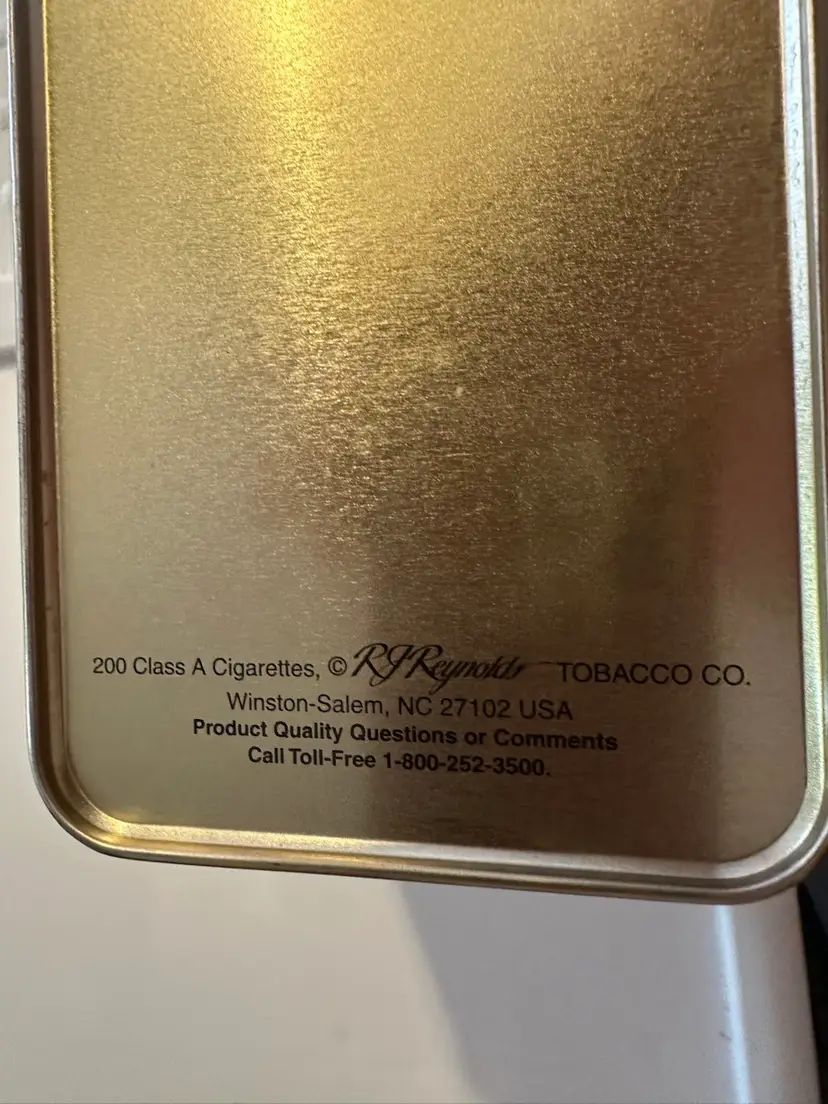 200 Class A Cigarettes, © RJReynolds TOBACCO CO.
Winston-Salem, NC 27102 USA
Product Quality Questions or Comments
Call Toll-Free 1-800-252-3500.